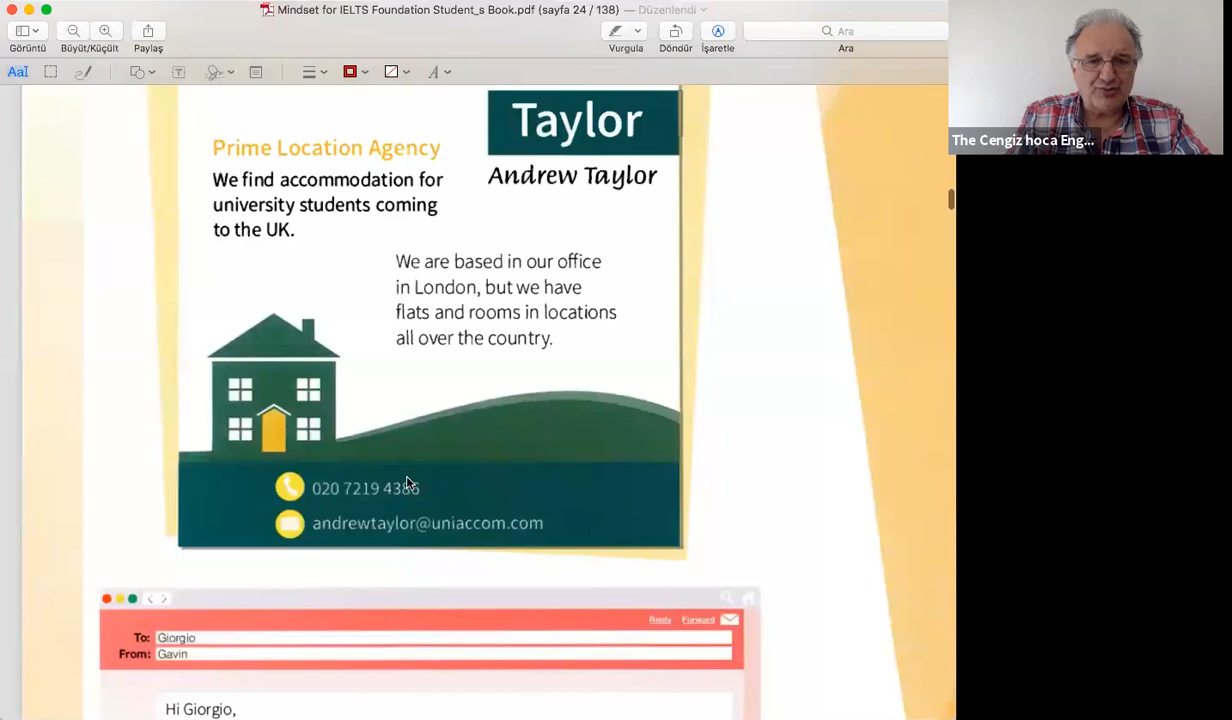 Mindset for IELTS Foundation Student_s Book.pdf (sayfa 24 / 138) — Düzenlendi
Görüntü
Büyüt/Küçült
Paylaş
Vurgula
Döndür
İşaretle
Ara
Ara
AaI
T
A
The Cengiz hoca Eng...
Taylor
Andrew Taylor
Prime Location Agency
We find accommodation for
university students coming
to the UK.
We are based in our office
in London, but we have
flats and rooms in locations
all over the country.
020 7219 4386
andrewtaylor@uniaccom.com
Reply Forward
To: Giorgio
From: Gavin
Hi Giorgio,